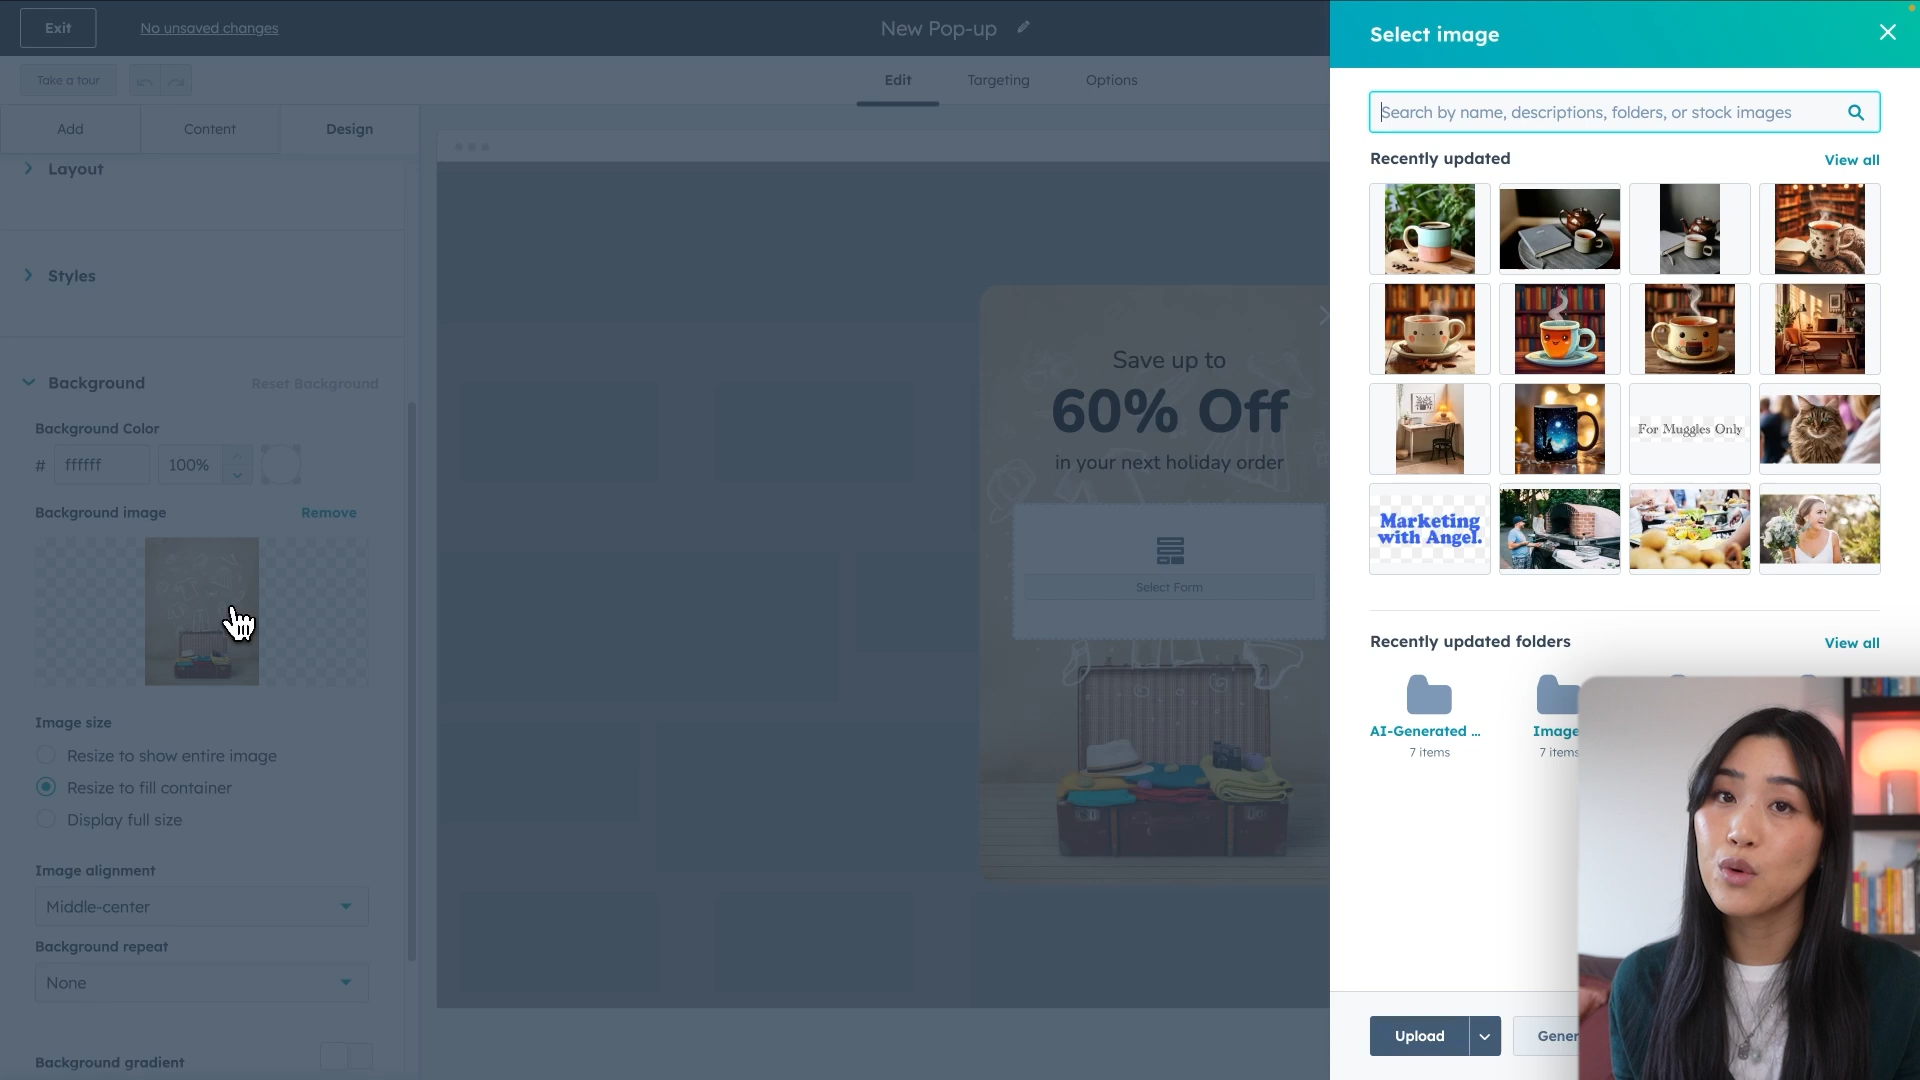 Exit
No unsaved changes
New Pop-up
Take a tour
Edit
Targeting
Options
Add
Content
Design
Layout
Styles
Background
Reset Background
Background Color
# ffffff 100%
Background image
Remove
Image size
Resize to show entire image
Resize to fill container
Display full size
Image alignment
Middle-center
Background repeat
None
Background gradient
Save up to
60% Off
in your next holiday order
Select Form
Select image
Search by name, descriptions, folders, or stock images
Recently updated
View all
For Muggles Only
Marketing
with Angel.
Recently updated folders
View all
AI-Generated ...
7 items
Image
7 items
Upload
Gener